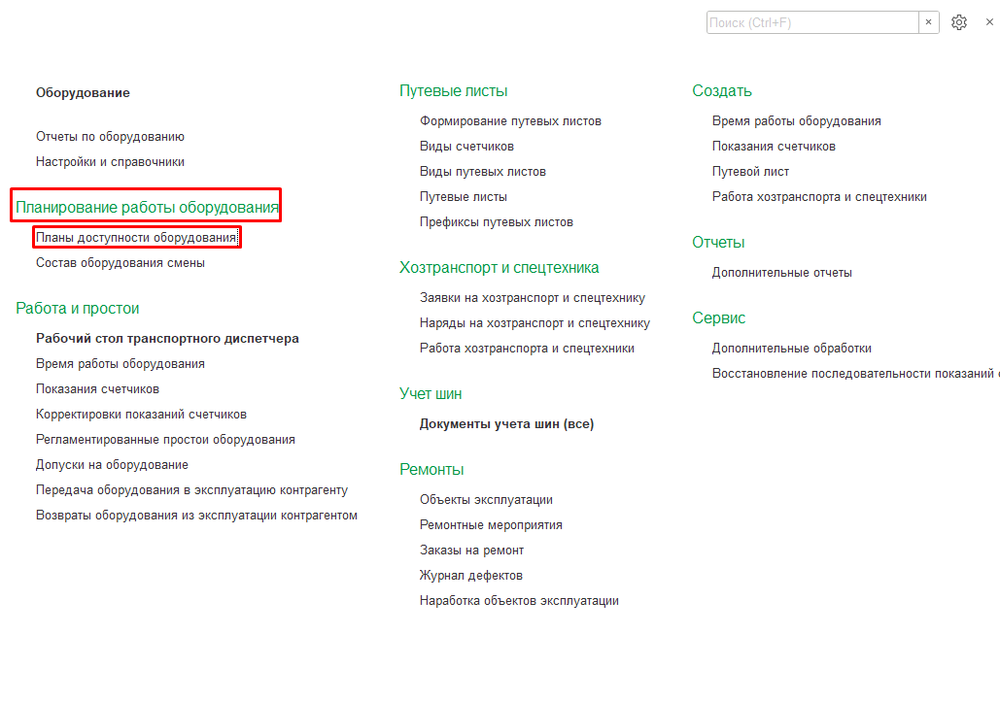 Поиск (Ctrl+F)
Оборудование
Отчеты по оборудованию
Настройки и справочники
Планирование работы оборудования
Планы доступности оборудования
Состав оборудования смены
Работа и простои
Рабочий стол транспортного диспетчера
Время работы оборудования
Показания счетчиков
Корректировки показаний счетчиков
Регламентированные простои оборудования
Допуски на оборудование
Передача оборудования в эксплуатацию контрагенту
Возвраты оборудования из эксплуатации контрагентом
Путевые листы
Формирование путевых листов
Виды счетчиков
Виды путевых листов
Путевые листы
Префиксы путевых листов
Хозтранспорт и спецтехника
Заявки на хозтранспорт и спецтехнику
Наряды на хозтранспорт и спецтехнику
Работа хозтранспорта и спецтехники
Учет шин
Документы учета шин (все)
Ремонты
Объекты эксплуатации
Ремонтные мероприятия
Заказы на ремонт
Журнал дефектов
Наработка объектов эксплуатации
Создать
Время работы оборудования
Показания счетчиков
Путевой лист
Работа хозтранспорта и спецтехники
Отчеты
Дополнительные отчеты
Сервис
Дополнительные обработки
Восстановление последовательности показаний